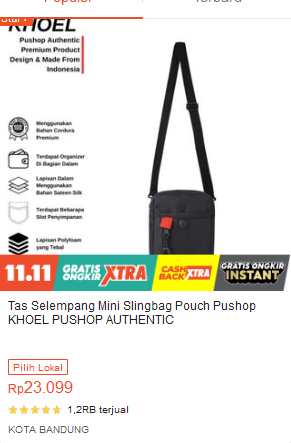 Populer
Terbaru
Star+
KHOEL
Pushop Authentic
Premium Product
Design & Made From
Indonesia
Menggunakan
Bahan Cordura
Premium
Terdapat Organizer
Di Bagian Dalam
Lapisan Dalam
Menggunakan
Bahan Sateen Silk
Terdapat Beberapa
Slot Penyimpanan
Lapisan Polyfoam
yang Tebal
11.11 GRATIS ONGKIR XTRA CASHBACK XTRA GRATIS ONGKIR INSTANT
Tas Selempang Mini Slingbag Pouch Pushop
KHOEL PUSHOP AUTHENTIC
Pilih Lokal
Rp23.099
1,2RB terjual
KOTA BANDUNG